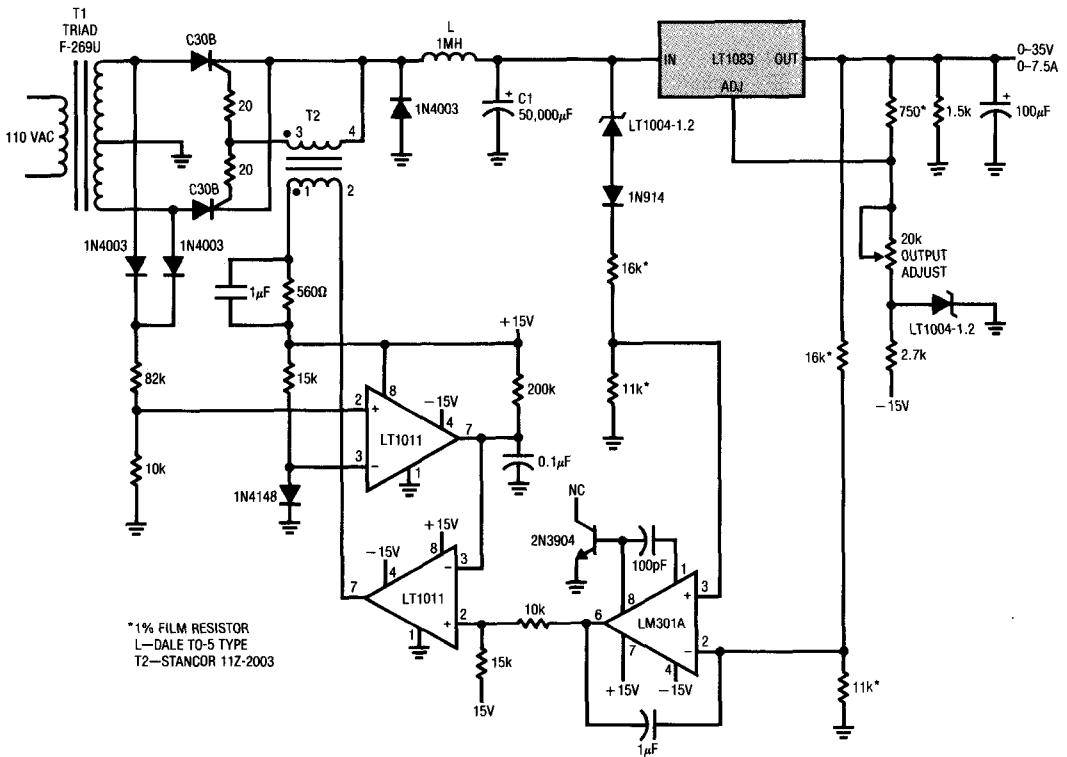 T1
TRIAD
F-269U
110 VAC
C30B
20
20
C30B
T2
3
4
1
2
1N4003
L
1MH
+
C1
50,000µF
IN
LT1083
OUT
ADJ
0–35V
0–7.5A
LT1004-1.2
1N914
16k*
11k*
750*
1.5k
+
100µF
20k
OUTPUT
ADJUST
LT1004-1.2
2.7k
−15V
16k*
11k*
1N4003
1N4003
1µF
560Ω
82k
10k
15k
1N4148
+15V
200k
0.1µF
2
+
8
−15V
4
7
LT1011
3
−
1
+15V
8
−15V
4
3
−
7
LT1011
2
+
1
10k
15k
15V
NC
2N3904
100pF
1
8
+
3
6
LM301A
7
−
2
4
+15V
−15V
1µF
*1% FILM RESISTOR
L—DALE TO-5 TYPE
T2—STANCOR 11Z-2003